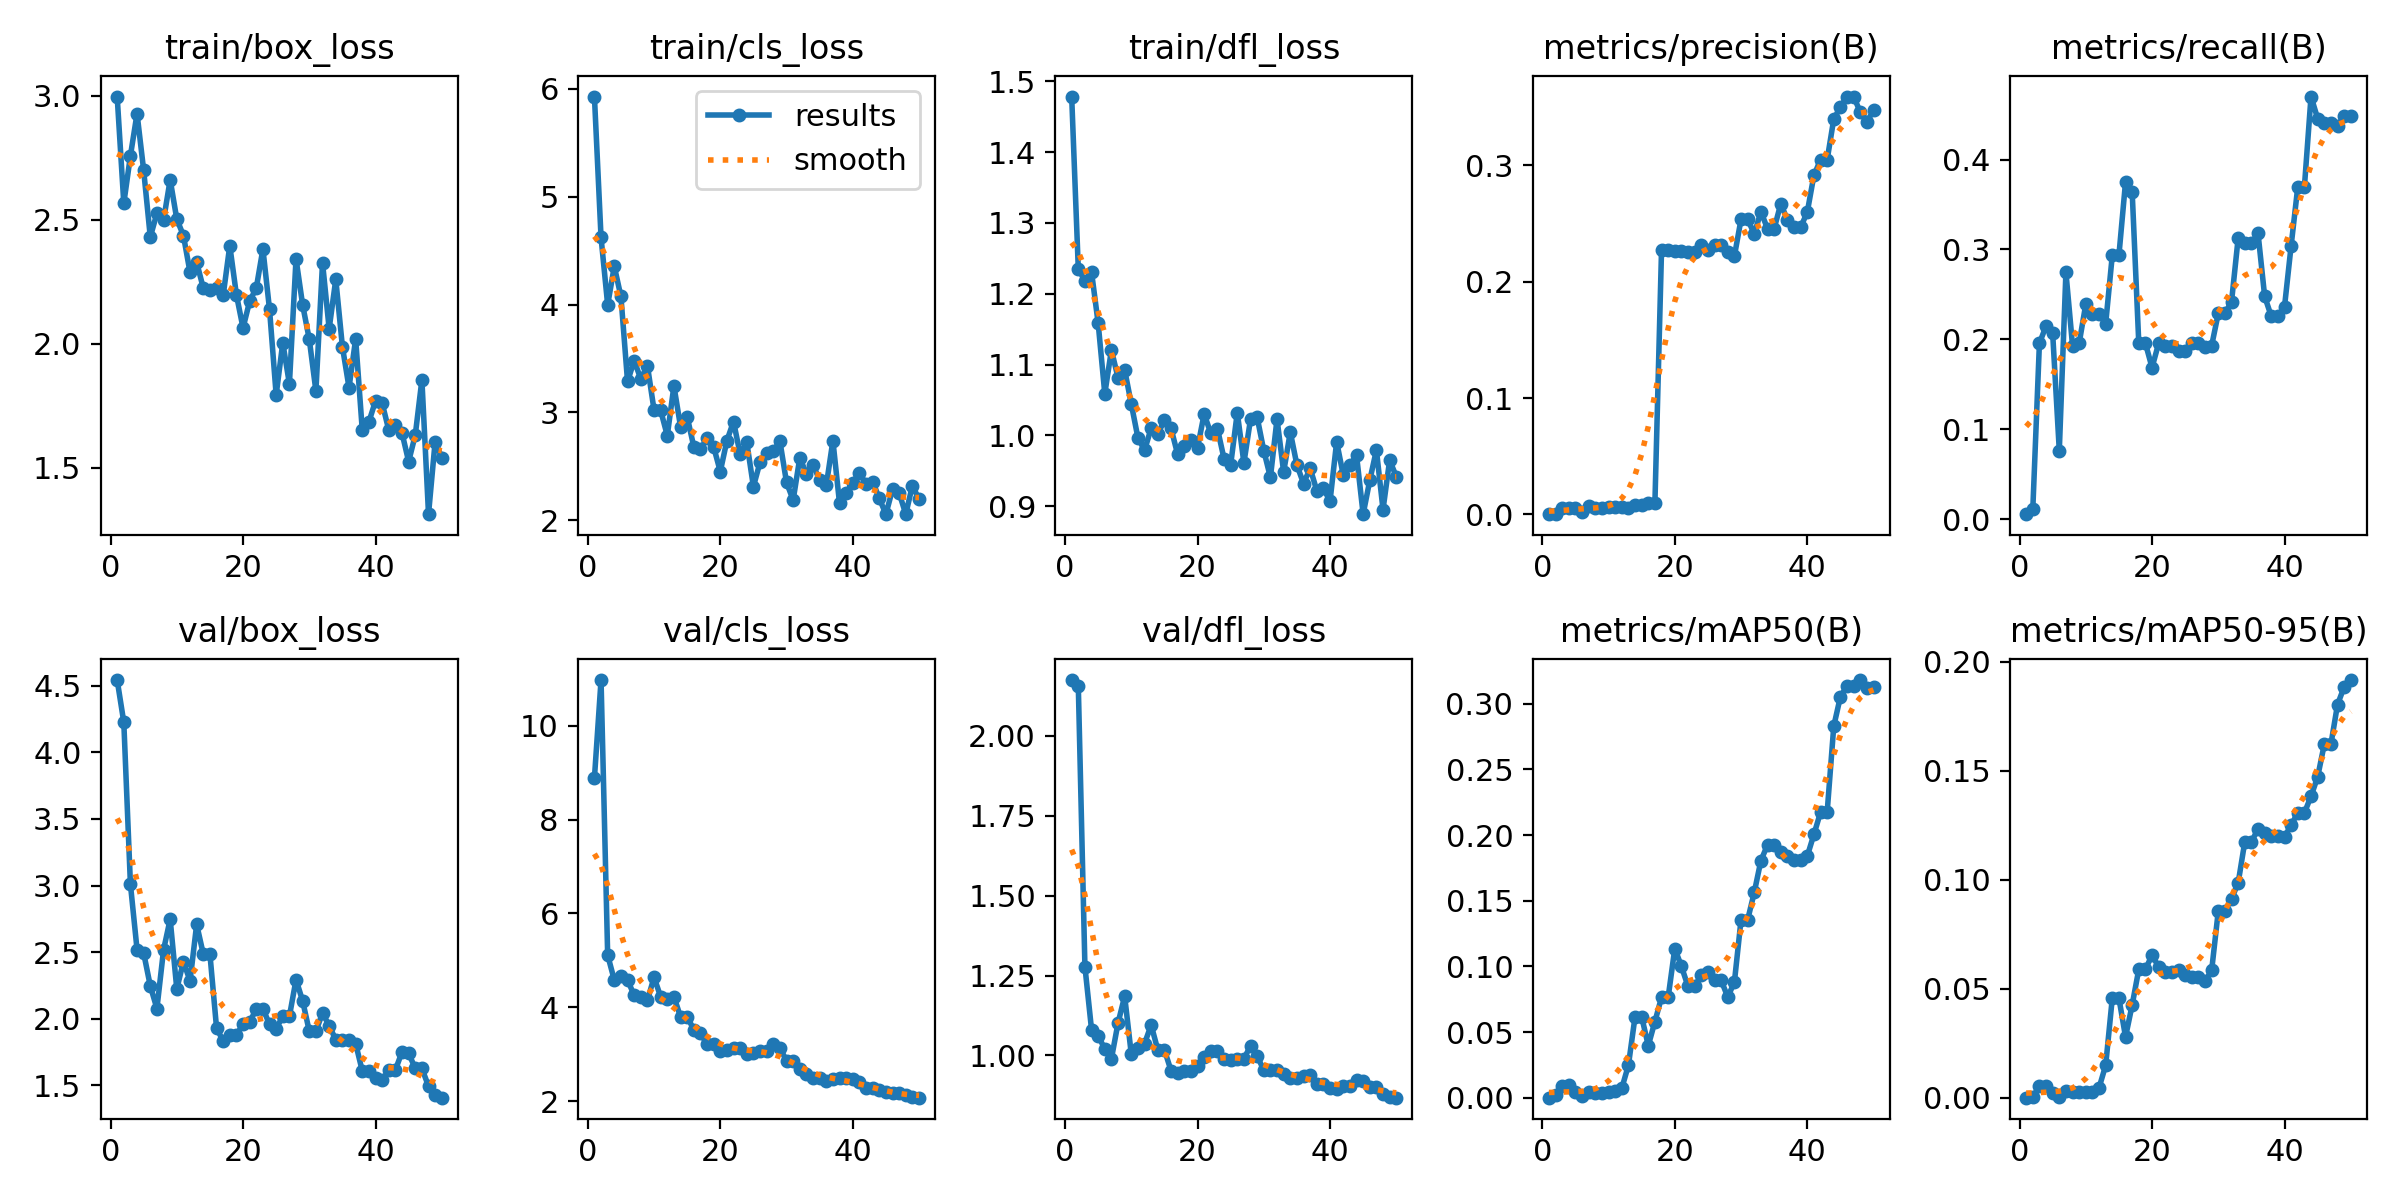 train/box_loss
train/cls_loss
train/dfl_loss
metrics/precision(B)
metrics/recall(B)
3.0
2.5
2.0
1.5
0 20 40
6
5
4
3
2
0 20 40
results
smooth
1.5
1.4
1.3
1.2
1.1
1.0
0.9
0 20 40
0.3
0.2
0.1
0.0
0 20 40
0.4
0.3
0.2
0.1
0.0
0 20 40
val/box_loss
val/cls_loss
val/dfl_loss
metrics/mAP50(B)
metrics/mAP50-95(B)
4.5
4.0
3.5
3.0
2.5
2.0
1.5
0 20 40
10
8
6
4
2
0 20 40
2.00
1.75
1.50
1.25
1.00
0 20 40
0.30
0.25
0.20
0.15
0.10
0.05
0.00
0 20 40
0.20
0.15
0.10
0.05
0.00
0 20 40